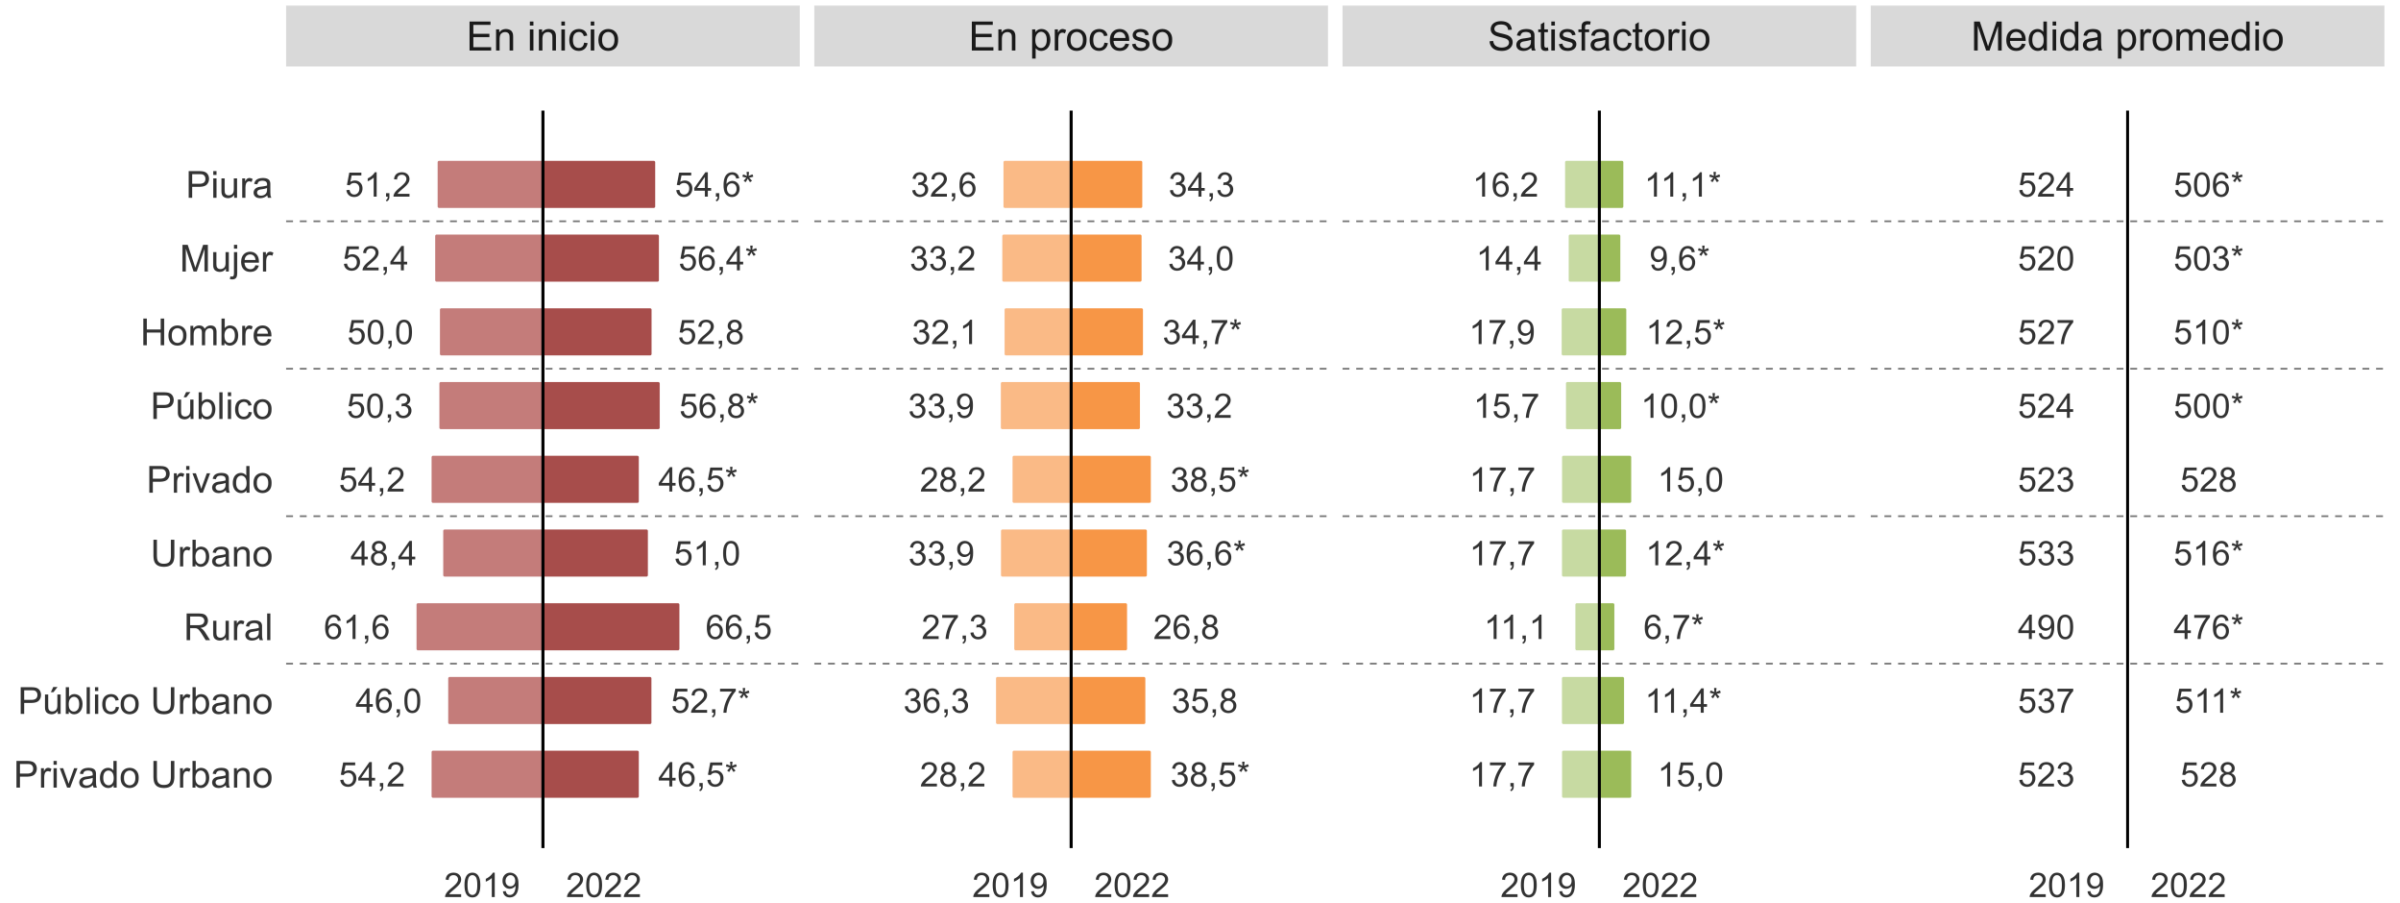 En inicio En proceso Satisfactorio Medida promedio
Piura 51,2 54,6* 32,6 34,3 16,2 11,1* 524 506*
Mujer 52,4 56,4* 33,2 34,0 14,4 9,6* 520 503*
Hombre 50,0 52,8 32,1 34,7* 17,9 12,5* 527 510*
Público 50,3 56,8* 33,9 33,2 15,7 10,0* 524 500*
Privado 54,2 46,5* 28,2 38,5* 17,7 15,0 523 528
Urbano 48,4 51,0 33,9 36,6* 17,7 12,4* 533 516*
Rural 61,6 66,5 27,3 26,8 11,1 6,7* 490 476*
Público Urbano 46,0 52,7* 36,3 35,8 17,7 11,4* 537 511*
Privado Urbano 54,2 46,5* 28,2 38,5* 17,7 15,0 523 528
2019 2022 2019 2022 2019 2022 2019 2022